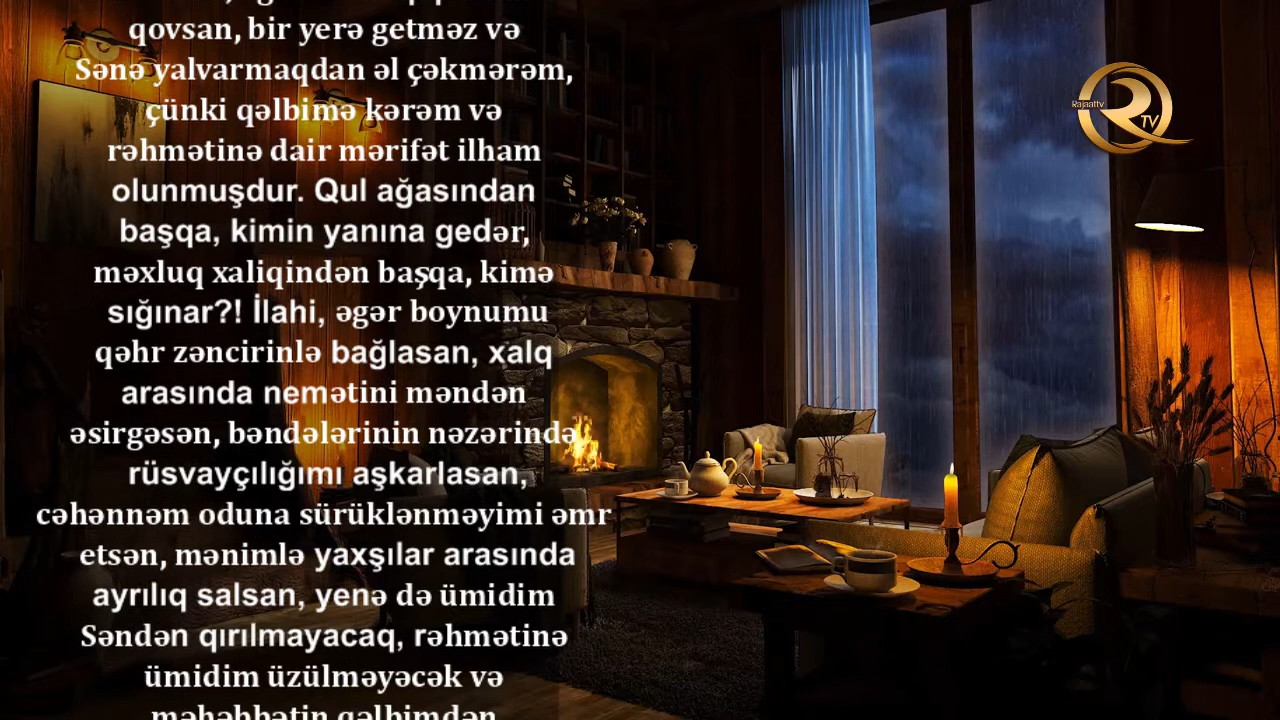 qovsan, bir yerə getməz və
Sənə yalvarmaqdan əl çəkmərəm,
çünki qəlbimə kərəm və
rəhmətinə dair mərifət ilham
olunmuşdur. Qul ağasından
başqa, kimin yanına gedər,
məxluq xaliqindən başqa, kimə
sığınar?! İlahi, əgər boynumu
qəhr zəncirinlə bağlasan, xalq
arasında nemətini məndən
əsirgəsən, bəndələrinin nəzərində
rüsvayçılığımı aşkarlasan,
cəhənnəm oduna sürüklənməyimi əmr
etsən, mənimlə yaxşılar arasında
ayrılıq salsan, yenə də ümidim
Səndən qırılmayacaq, rəhmətinə
ümidim üzülməyəcək və
məhəbbətin qəlbimdən
Rajaattv
R
TV